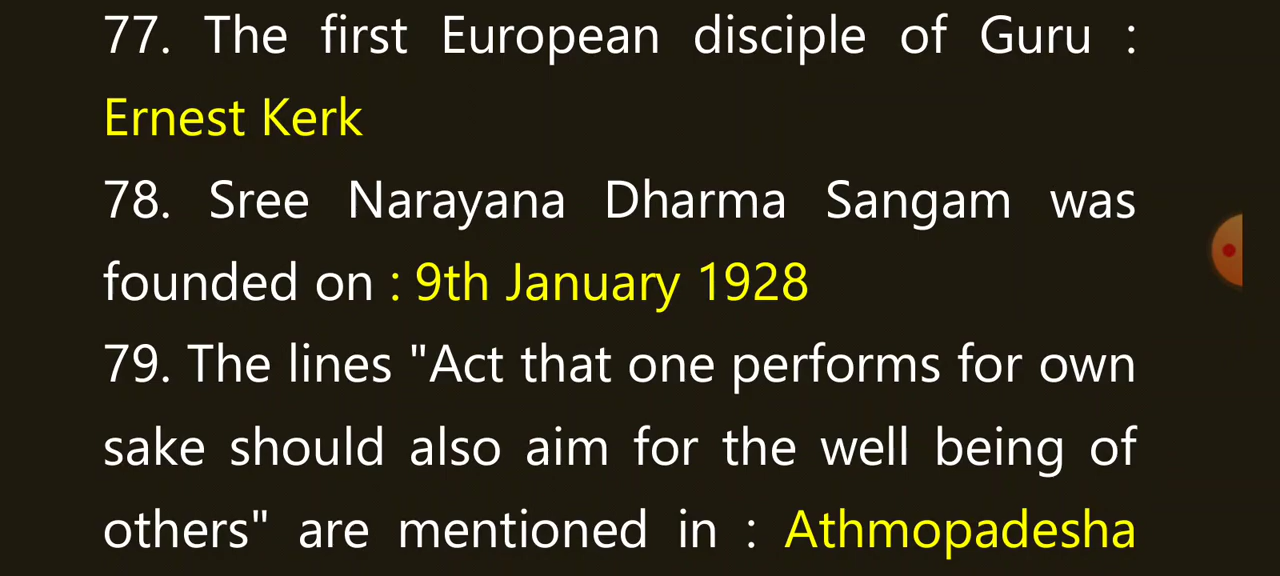 77. The first European disciple of Guru :
Ernest Kerk
78. Sree Narayana Dharma Sangam was
founded on : 9th January 1928
79. The lines "Act that one performs for own
sake should also aim for the well being of
others" are mentioned in : Athmopadesha